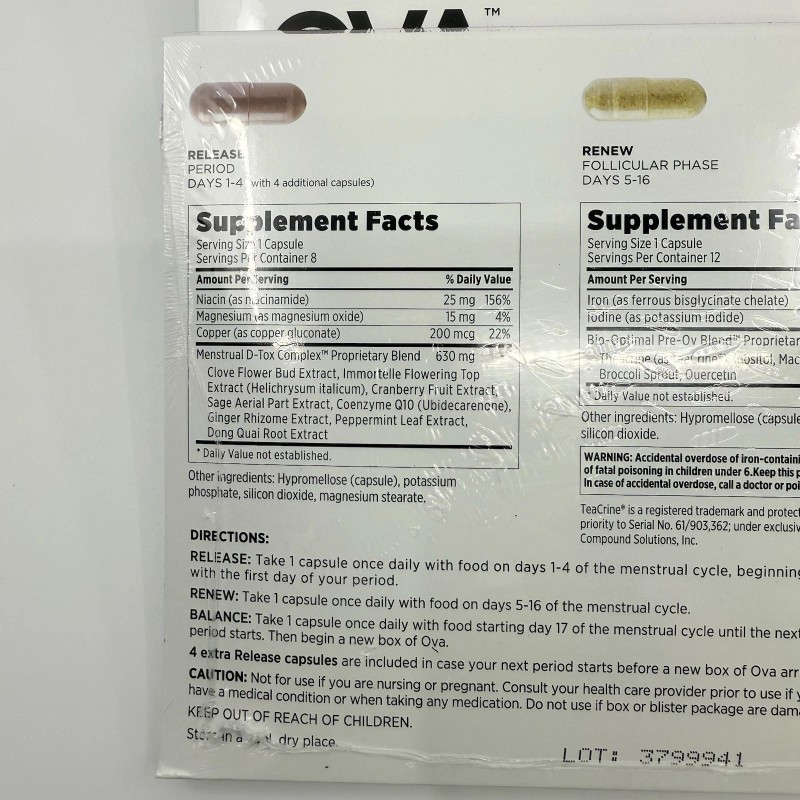 OVA™
RELEASE
PERIOD
DAYS 1-4 (with 4 additional capsules)
Supplement Facts
Serving Size 1 Capsule
Servings Per Container 8
Amount Per Serving % Daily Value
Niacin (as niacinamide) 25 mg 156%
Magnesium (as magnesium oxide) 15 mg 4%
Copper (as copper gluconate) 200 mcg 22%
Menstrual D-Tox Complex™ Proprietary Blend 630 mg
Clove Flower Bud Extract, Immortelle Flowering Top
Extract (Helichrysum italicum), Cranberry Fruit Extract,
Sage Aerial Part Extract, Coenzyme Q10 (Ubidecarenone),
Ginger Rhizome Extract, Peppermint Leaf Extract,
Dong Quai Root Extract
* Daily Value not established.
Other ingredients: Hypromellose (capsule), potassium
phosphate, silicon dioxide, magnesium stearate.
RENEW
FOLLICULAR PHASE
DAYS 5-16
Supplement Fa
Serving Size 1 Capsule
Servings Per Container 12
Amount Per Serving
Iron (as ferrous bisglycinate chelate)
Iodine (as potassium iodide)
Bio-Optimal Pre-Ov Blend™ Proprietar
Inositol, Mac
Broccoli Sprout, Quercetin
* Daily Value not established.
Other ingredients: Hypromellose (capsule
silicon dioxide.
WARNING: Accidental overdose of iron-containi
of fatal poisoning in children under 6.Keep this p
In case of accidental overdose, call a doctor or poi
TeaCrine® is a registered trademark and protect
priority to Serial No. 61/903,362; under exclusiv
Compound Solutions, Inc.
DIRECTIONS:
RELEASE: Take 1 capsule once daily with food on days 1-4 of the menstrual cycle, beginning
with the first day of your period.
RENEW: Take 1 capsule once daily with food on days 5-16 of the menstrual cycle.
BALANCE: Take 1 capsule once daily with food starting day 17 of the menstrual cycle until the next
period starts. Then begin a new box of Ova.
4 extra Release capsules are included in case your next period starts before a new box of Ova arr
CAUTION: Not for use if you are nursing or pregnant. Consult your health care provider prior to use if y
have a medical condition or when taking any medication. Do not use if box or blister package are dam
KEEP OUT OF REACH OF CHILDREN.
Store in a cool, dry place.
LOT: 3799941